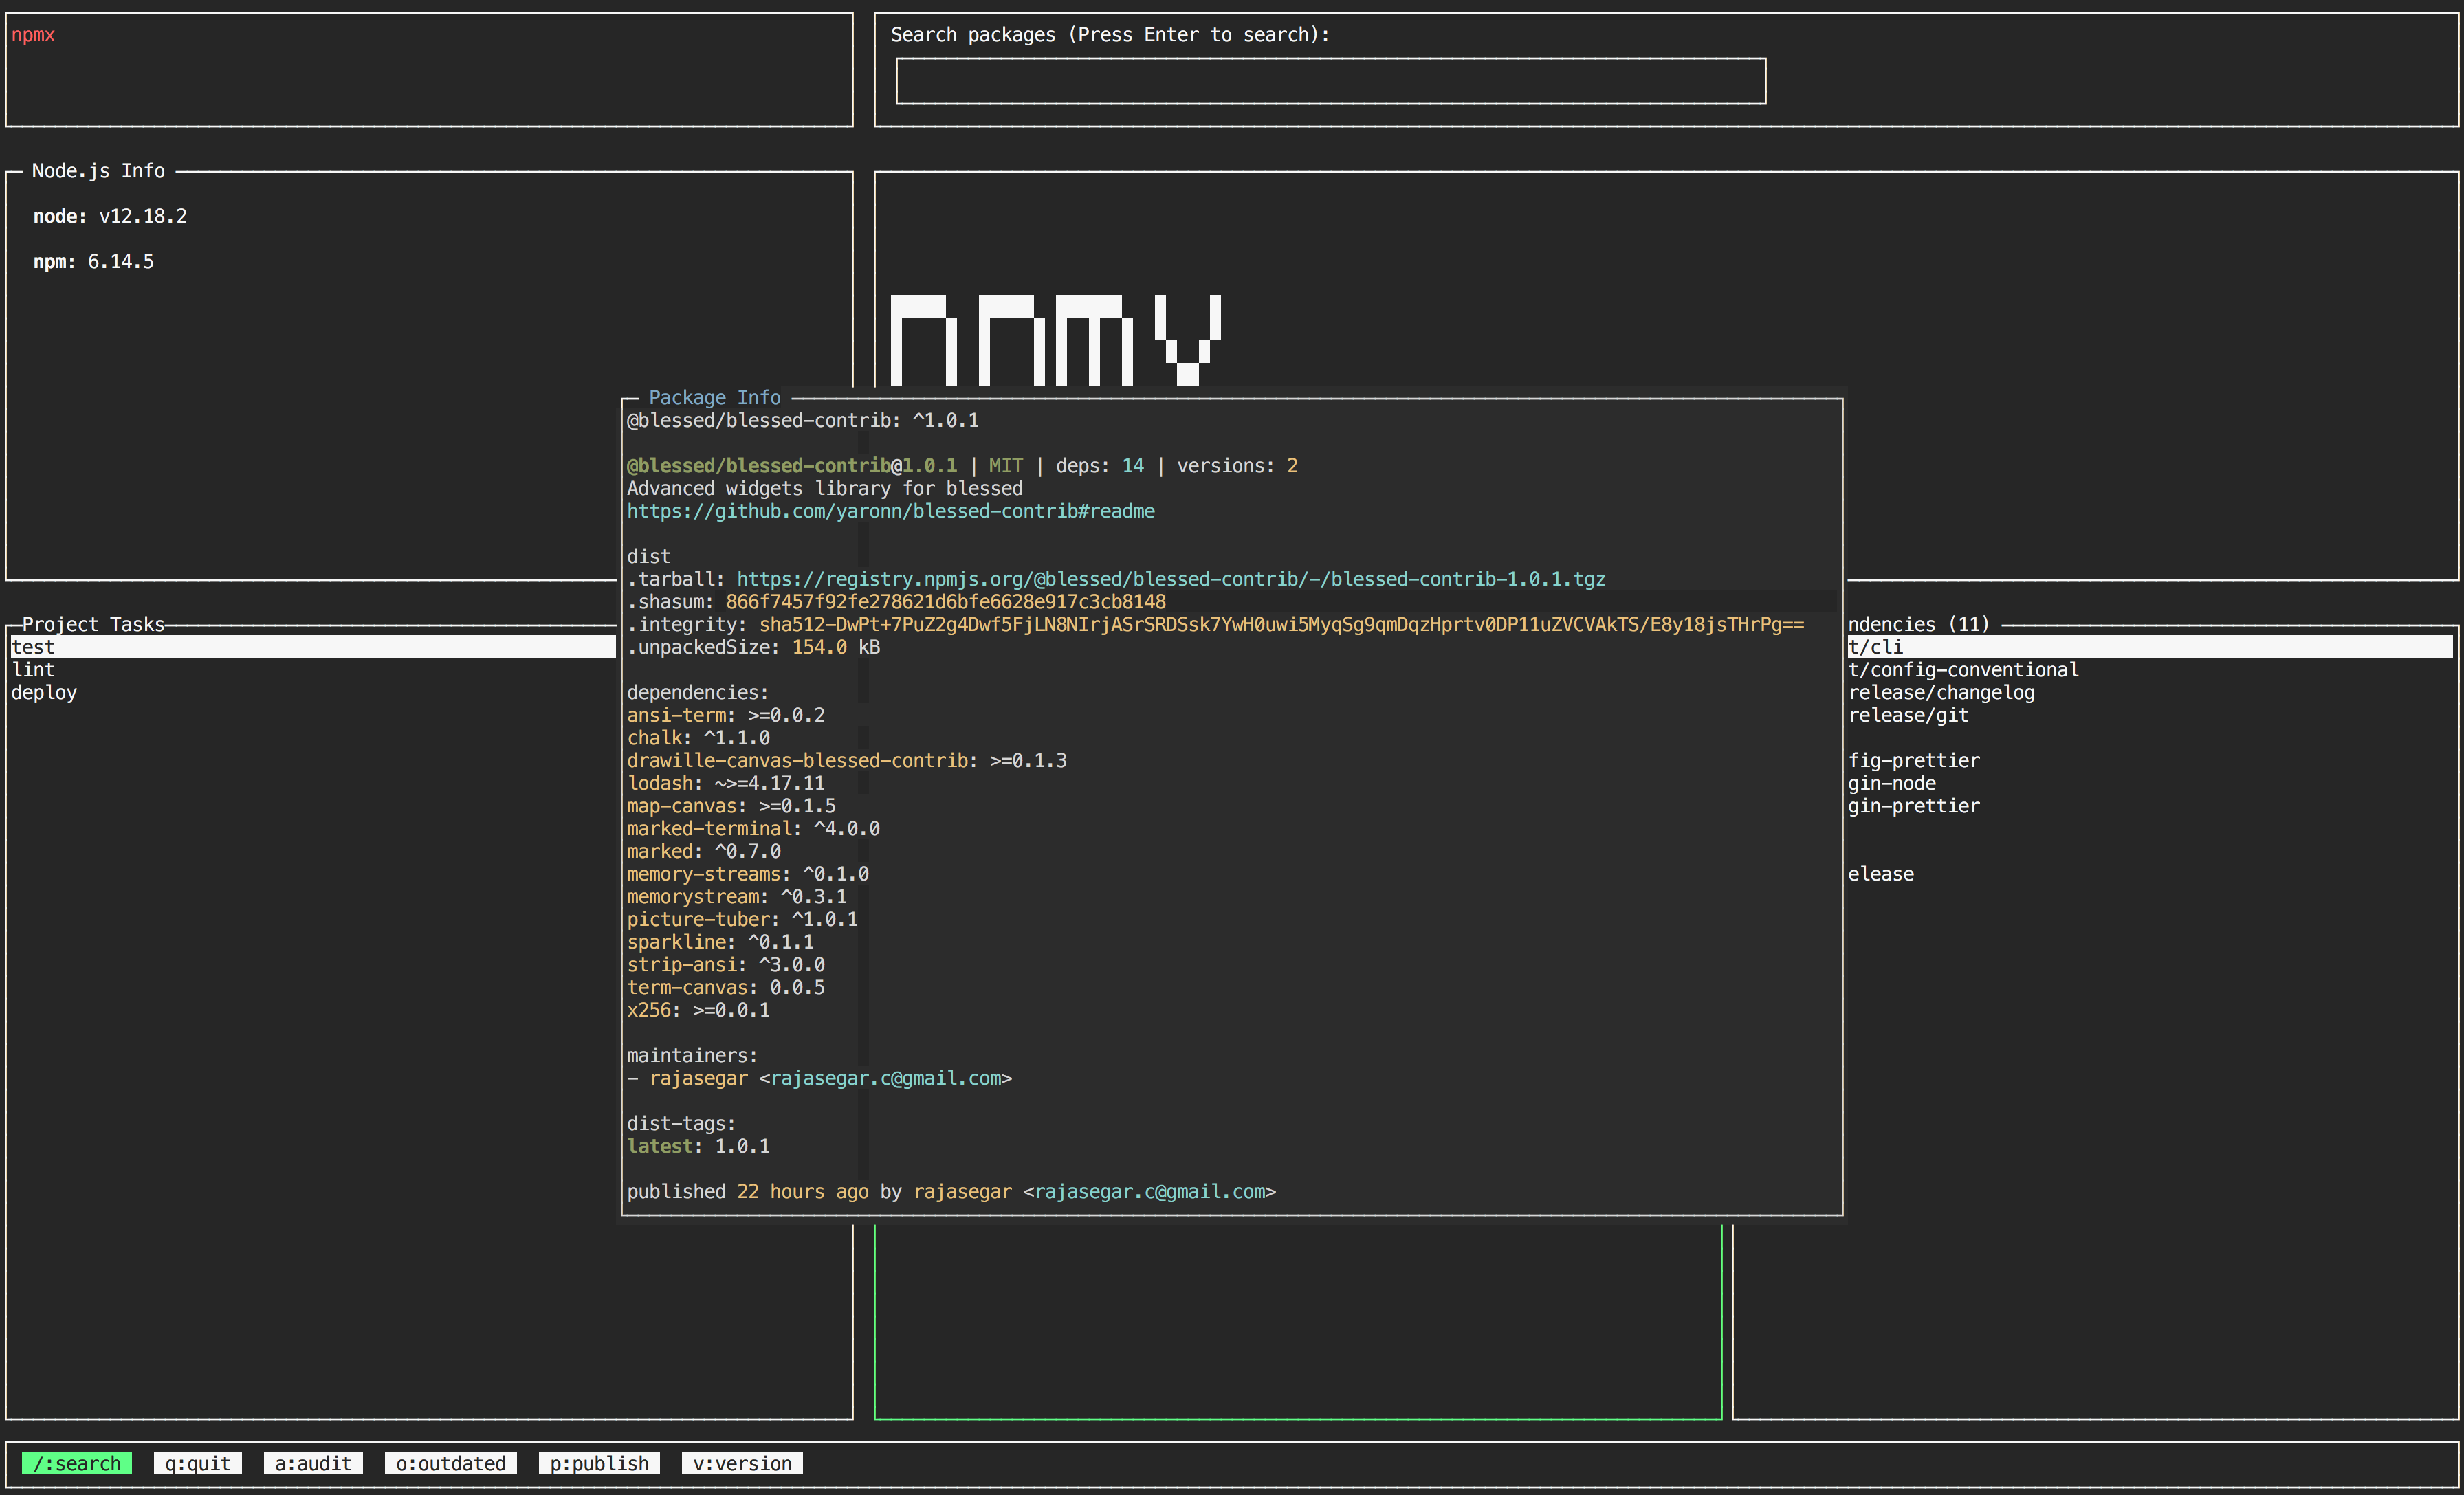 npmx
Search packages (Press Enter to search):
Node.js Info
node: v12.18.2
npm: 6.14.5
Package Info
@blessed/blessed-contrib: ^1.0.1
@blessed/blessed-contrib@1.0.1 | MIT | deps: 14 | versions: 2
Advanced widgets library for blessed
https://github.com/yaronn/blessed-contrib#readme
dist
.tarball: https://registry.npmjs.org/@blessed/blessed-contrib/-/blessed-contrib-1.0.1.tgz
.shasum: 866f7457f92fe278621d6bfe6628e917c3cb8148
.integrity: sha512-DwPt+7PuZ2g4Dwf5FjLN8NIrjASrSRDSsk7YwH0uwi5MyqSg9qmDqzHprtv0DP11uZVCVAkTS/E8y18jsTHrPg==
.unpackedSize: 154.0 kB
dependencies:
ansi-term: >=0.0.2
chalk: ^1.1.0
drawille-canvas-blessed-contrib: >=0.1.3
lodash: ~>=4.17.11
map-canvas: >=0.1.5
marked-terminal: ^4.0.0
marked: ^0.7.0
memory-streams: ^0.1.0
memorystream: ^0.3.1
picture-tuber: ^1.0.1
sparkline: ^0.1.1
strip-ansi: ^3.0.0
term-canvas: 0.0.5
x256: >=0.0.1
maintainers:
- rajasegar <rajasegar.c@gmail.com>
dist-tags:
latest: 1.0.1
published 22 hours ago by rajasegar <rajasegar.c@gmail.com>
Project Tasks
test
lint
deploy
ndencies (11)
t/cli
t/config-conventional
release/changelog
release/git
fig-prettier
gin-node
gin-prettier
elease
/:search q:quit a:audit o:outdated p:publish v:version